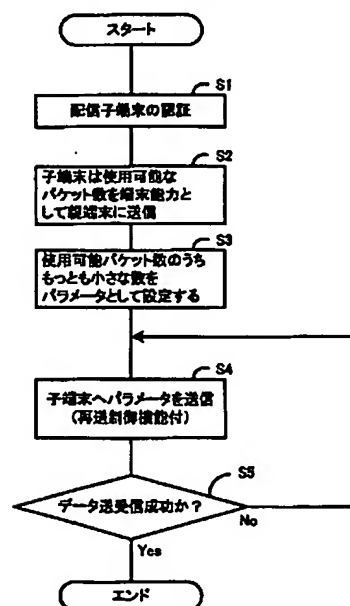 スタート
S1
配信子端末の認証
S2
子端末は使用可能な
パケット数を端末能力と
して親端末に送信
S3
使用可能パケット数のうち
もっとも小さな数を
パラメータとして設定する
S4
子端末へパラメータを送信
(再送制御機能付)
S5
データ送受信成功か?
No
Yes
エンド